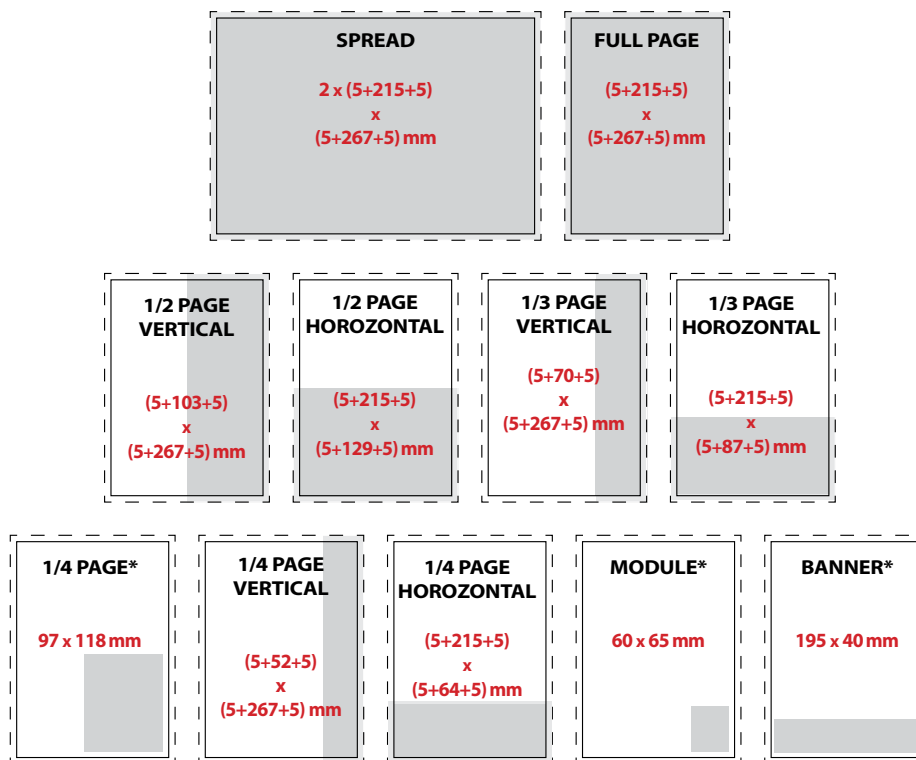 SPREAD
2 x (5+215+5)
x
(5+267+5) mm
FULL PAGE
(5+215+5)
x
(5+267+5) mm
1/2 PAGE
VERTICAL
(5+103+5)
x
(5+267+5) mm
1/2 PAGE
HOROZONTAL
(5+215+5)
x
(5+129+5) mm
1/3 PAGE
VERTICAL
(5+70+5)
x
(5+267+5) mm
1/3 PAGE
HOROZONTAL
(5+215+5)
x
(5+87+5) mm
1/4 PAGE*
97 x 118 mm
1/4 PAGE
VERTICAL
(5+52+5)
x
(5+267+5) mm
1/4 PAGE
HOROZONTAL
(5+215+5)
x
(5+64+5) mm
MODULE*
60 x 65 mm
BANNER*
195 x 40 mm